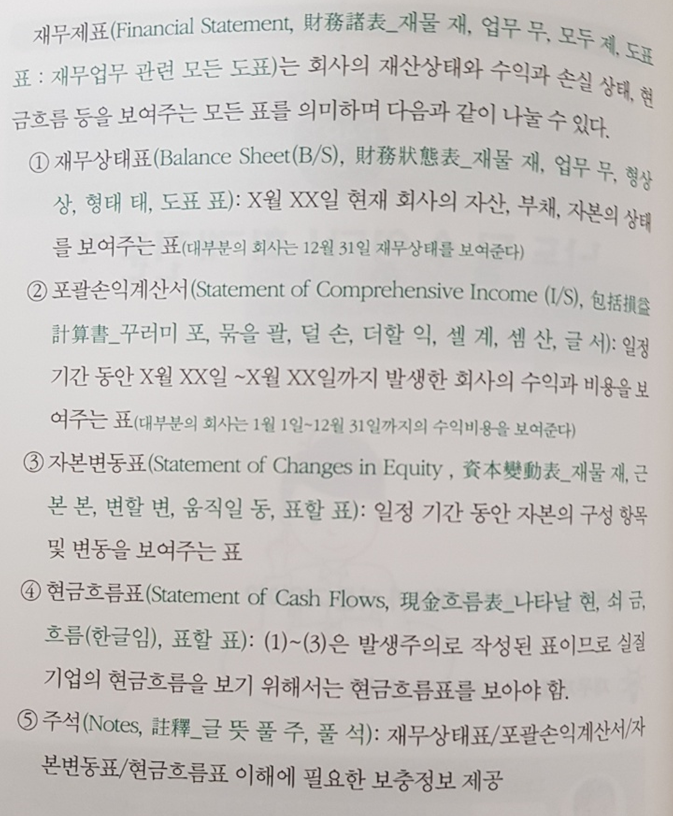 재무제표(Financial Statement, 財務諸表_재물 재, 업무 무, 모두 제, 도표
표 : 재무업무 관련 모든 도표)는 회사의 재산상태와 수익과 손실 상태, 현
금흐름 등을 보여주는 모든 표를 의미하며 다음과 같이 나눌 수 있다.
① 재무상태표(Balance Sheet(B/S), 財務狀態表_재물 재, 업무 무, 형상
상, 형태 태, 도표 표): X월 XX일 현재 회사의 자산, 부채, 자본의 상태
를 보여주는 표(대부분의 회사는 12월 31일 재무상태를 보여준다)
② 포괄손익계산서(Statement of Comprehensive Income (I/S), 包括損益
計算書_꾸러미 포, 묶을 괄, 덜 손, 더할 익, 셀 계, 셈 산, 글 서): 일정
기간 동안 X월 XX일 ~X월 XX일까지 발생한 회사의 수익과 비용을 보
여주는 표(대부분의 회사는 1월 1일~12월 31일까지의 수익비용을 보여준다)
③ 자본변동표(Statement of Changes in Equity , 資本變動表_재물 재, 근
본 본, 변할 변, 움직일 동, 표할 표): 일정 기간 동안 자본의 구성 항목
및 변동을 보여주는 표
④ 현금흐름표(Statement of Cash Flows, 現金흐름表_나타날 현, 쇠 금,
흐름(한글임), 표할 표): (1)~(3)은 발생주의로 작성된 표이므로 실질
기업의 현금흐름을 보기 위해서는 현금흐름표를 보아야 함.
⑤ 주석(Notes, 註釋_글 뜻 풀 주, 풀 석): 재무상태표/포괄손익계산서/자
본변동표/현금흐름표 이해에 필요한 보충정보 제공